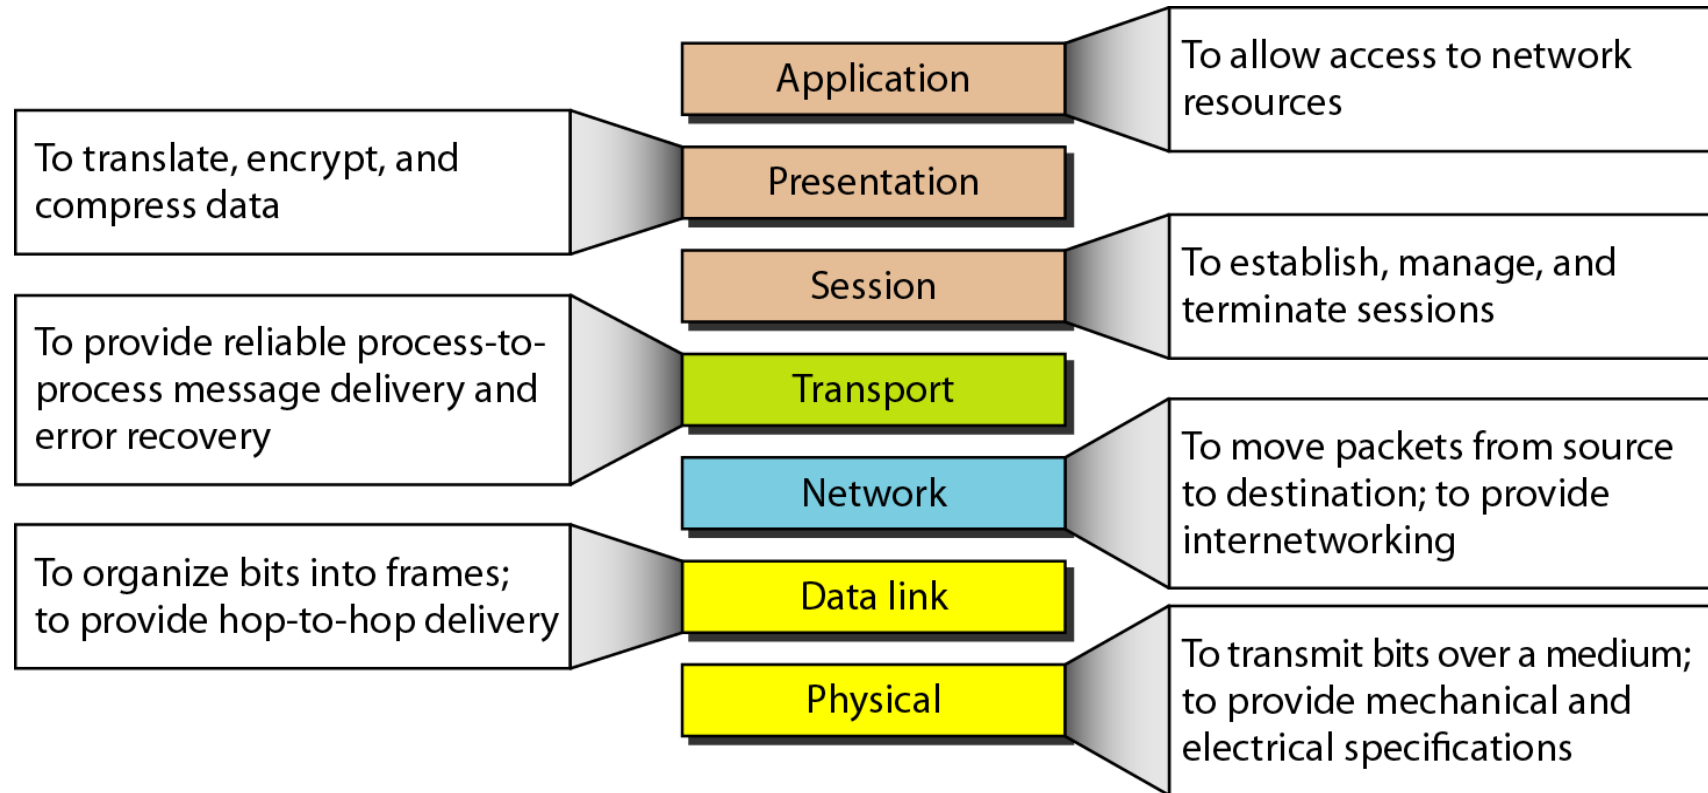 Application
To allow access to network
resources
To translate, encrypt, and
compress data
Presentation
Session
To establish, manage, and
terminate sessions
To provide reliable process-to-
process message delivery and
error recovery
Transport
Network
To move packets from source
to destination; to provide
internetworking
To organize bits into frames;
to provide hop-to-hop delivery
Data link
Physical
To transmit bits over a medium;
to provide mechanical and
electrical specifications